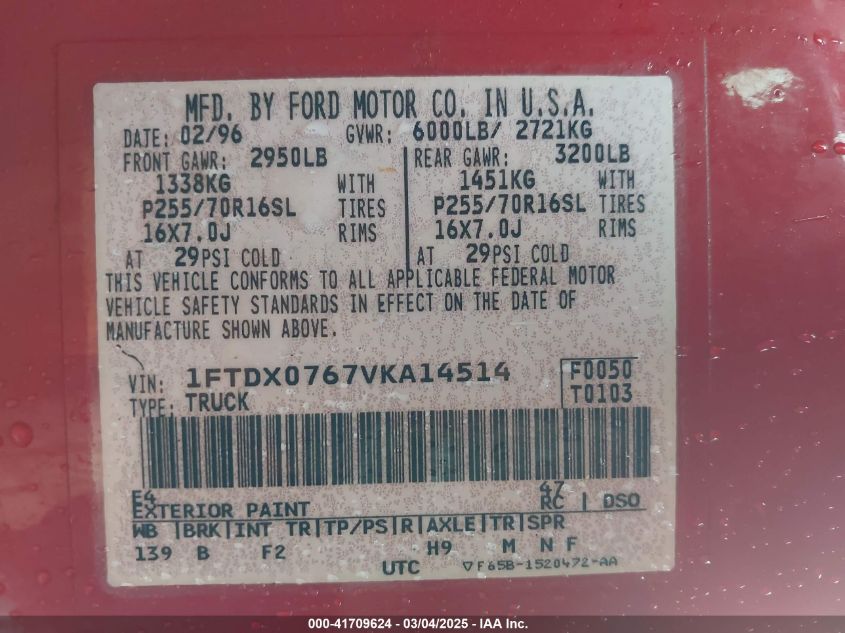 MFD. BY FORD MOTOR CO. IN U.S.A.
DATE: 02/96 GVWR: 6000LB/ 2721KG
FRONT GAWR: 2950LB REAR GAWR: 3200LB
1338KG WITH 1451KG WITH
P255/70R16SL TIRES P255/70R16SL TIRES
16X7.0J RIMS 16X7.0J RIMS
AT 29PSI COLD AT 29PSI COLD
THIS VEHICLE CONFORMS TO ALL APPLICABLE FEDERAL MOTOR
VEHICLE SAFETY STANDARDS IN EFFECT ON THE DATE OF
MANUFACTURE SHOWN ABOVE.
VIN: 1FTDX0767VKA14514 F0050
TYPE: TRUCK T0103
E4 47
EXTERIOR PAINT RC | DSO
WB |BRK|INT TR|TP/PS|R|AXLE|TR|SPR
139 B F2 H9 M N F
UTC ▽F65B-1520472-AA
000-41709624 - 03/04/2025 - IAA Inc.